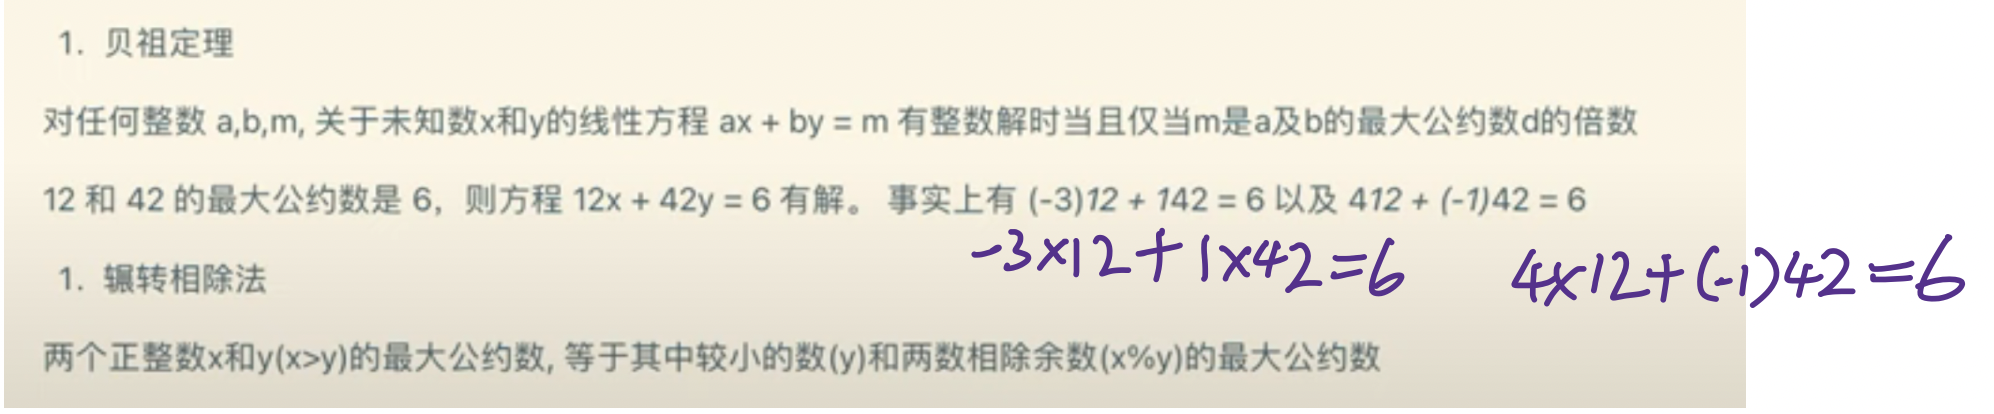 1. 贝祖定理
对任何整数 a,b,m, 关于未知数x和y的线性方程 ax + by = m 有整数解时当且仅当m是a及b的最大公约数d的倍数
12 和 42 的最大公约数是 6，则方程 12x + 42y = 6 有解。 事实上有 (-3)12 + 142 = 6 以及 412 + (-1)42 = 6
-3×12+1×42=6 4×12+(-1)42=6
1. 辗转相除法
两个正整数x和y(x>y)的最大公约数, 等于其中较小的数(y)和两数相除余数(x%y)的最大公约数